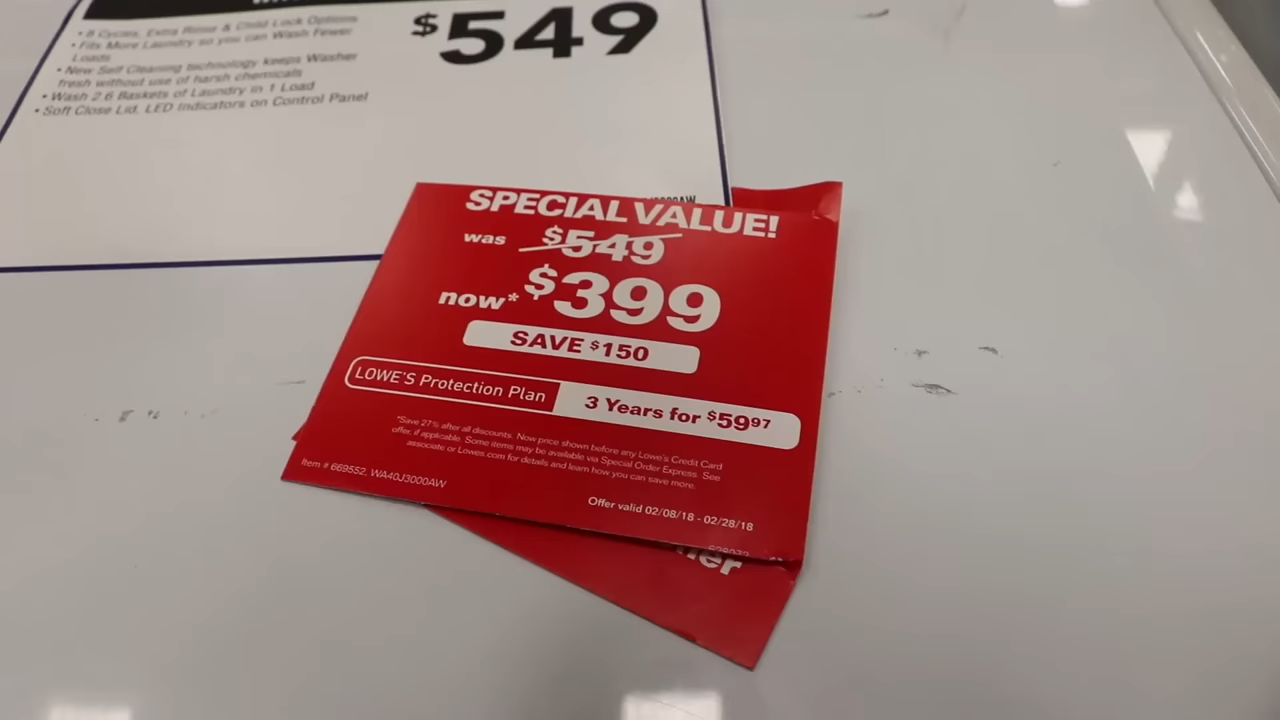 $549
• 8 Cycles, Extra Rinse & Child Lock Options
• Fits More Laundry so you can Wash Fewer
Loads
• New Self Cleaning technology keeps Washer
fresh without use of harsh chemicals
• Wash 2.6 Baskets of Laundry in 1 Load
• Soft Close Lid, LED Indicators on Control Panel
SPECIAL VALUE!
was $549
now* $399
SAVE $150
LOWE'S Protection Plan 3 Years for $5997
*Save 27% after all discounts. Now price shown before any Lowe's Credit Card
offer, if applicable. Some items may be available via Special Order Express. See
associate or Lowes.com for details and learn how you can save more.
Item # 669552, WA40J3000AW
Offer valid 02/08/18 - 02/28/18